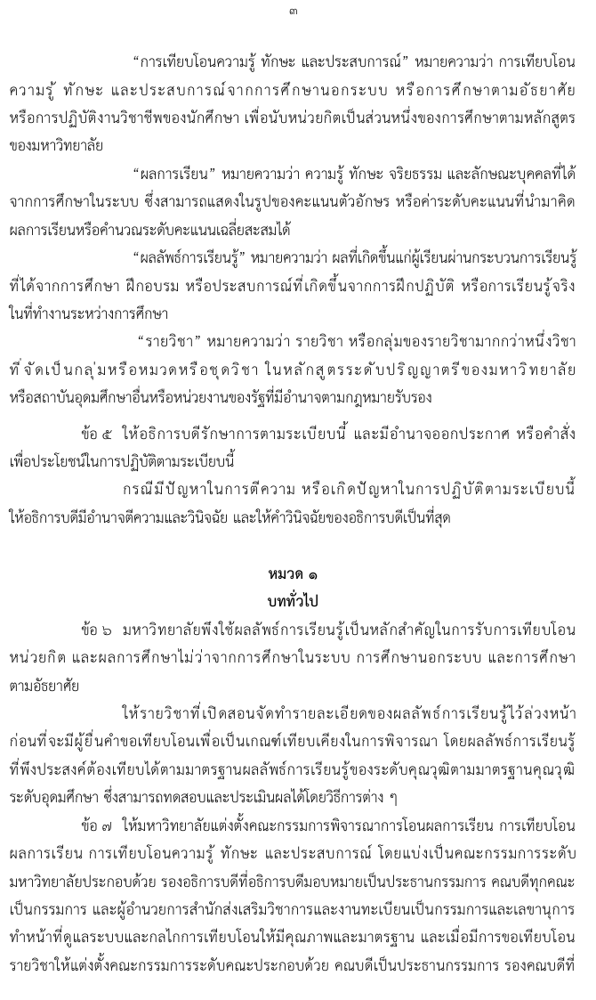 ๓
“การเทียบโอนความรู้ ทักษะ และประสบการณ์” หมายความว่า การเทียบโอน
ความรู้ ทักษะ และประสบการณ์จากการศึกษานอกระบบ หรือการศึกษาตามอัธยาศัย
หรือการปฏิบัติงานวิชาชีพของนักศึกษา เพื่อนับหน่วยกิตเป็นส่วนหนึ่งของการศึกษาตามหลักสูตร
ของมหาวิทยาลัย
“ผลการเรียน” หมายความว่า ความรู้ ทักษะ จริยธรรม และลักษณะบุคคลที่ได้
จากการศึกษาในระบบ ซึ่งสามารถแสดงในรูปของคะแนนตัวอักษร หรือค่าระดับคะแนนที่นำมาคิด
ผลการเรียนหรือคำนวณระดับคะแนนเฉลี่ยสะสมได้
“ผลลัพธ์การเรียนรู้” หมายความว่า ผลที่เกิดขึ้นแก่ผู้เรียนผ่านกระบวนการเรียนรู้
ที่ได้จากการศึกษา ฝึกอบรม หรือประสบการณ์ที่เกิดขึ้นจากการฝึกปฏิบัติ หรือการเรียนรู้จริง
ในที่ทำงานระหว่างการศึกษา
“รายวิชา” หมายความว่า รายวิชา หรือกลุ่มของรายวิชามากกว่าหนึ่งวิชา
ที่จัดเป็นกลุ่มหรือหมวดหรือชุดวิชา ในหลักสูตรระดับปริญญาตรีของมหาวิทยาลัย
หรือสถาบันอุดมศึกษาอื่นหรือหน่วยงานของรัฐที่มีอำนาจตามกฎหมายรับรอง
ข้อ ๕ ให้อธิการบดีรักษาการตามระเบียบนี้ และมีอำนาจออกประกาศ หรือคำสั่ง
เพื่อประโยชน์ในการปฏิบัติตามระเบียบนี้
กรณีมีปัญหาในการตีความ หรือเกิดปัญหาในการปฏิบัติตามระเบียบนี้
ให้อธิการบดีมีอำนาจตีความและวินิจฉัย และให้คำวินิจฉัยของอธิการบดีเป็นที่สุด
หมวด ๑
บททั่วไป
ข้อ ๖ มหาวิทยาลัยพึงใช้ผลลัพธ์การเรียนรู้เป็นหลักสำคัญในการรับการเทียบโอน
หน่วยกิต และผลการศึกษาไม่ว่าจากการศึกษาในระบบ การศึกษานอกระบบ และการศึกษา
ตามอัธยาศัย
ให้รายวิชาที่เปิดสอนจัดทำรายละเอียดของผลลัพธ์การเรียนรู้ไว้ล่วงหน้า
ก่อนที่จะมีผู้ยื่นคำขอเทียบโอนเพื่อเป็นเกณฑ์เทียบเคียงในการพิจารณา โดยผลลัพธ์การเรียนรู้
ที่พึงประสงค์ต้องเทียบได้ตามมาตรฐานผลลัพธ์การเรียนรู้ของระดับคุณวุฒิตามมาตรฐานคุณวุฒิ
ระดับอุดมศึกษา ซึ่งสามารถทดสอบและประเมินผลได้โดยวิธีการต่าง ๆ
ข้อ ๗ ให้มหาวิทยาลัยแต่งตั้งคณะกรรมการพิจารณาการโอนผลการเรียน การเทียบโอน
ผลการเรียน การเทียบโอนความรู้ ทักษะ และประสบการณ์ โดยแบ่งเป็นคณะกรรมการระดับ
มหาวิทยาลัยประกอบด้วย รองอธิการบดีที่อธิการบดีมอบหมายเป็นประธานกรรมการ คณบดีทุกคณะ
เป็นกรรมการ และผู้อำนวยการสำนักส่งเสริมวิชาการและงานทะเบียนเป็นกรรมการและเลขานุการ
ทำหน้าที่ดูแลระบบและกลไกการเทียบโอนให้มีคุณภาพและมาตรฐาน และเมื่อมีการขอเทียบโอน
รายวิชาให้แต่งตั้งคณะกรรมการระดับคณะประกอบด้วย คณบดีเป็นประธานกรรมการ รองคณบดีที่